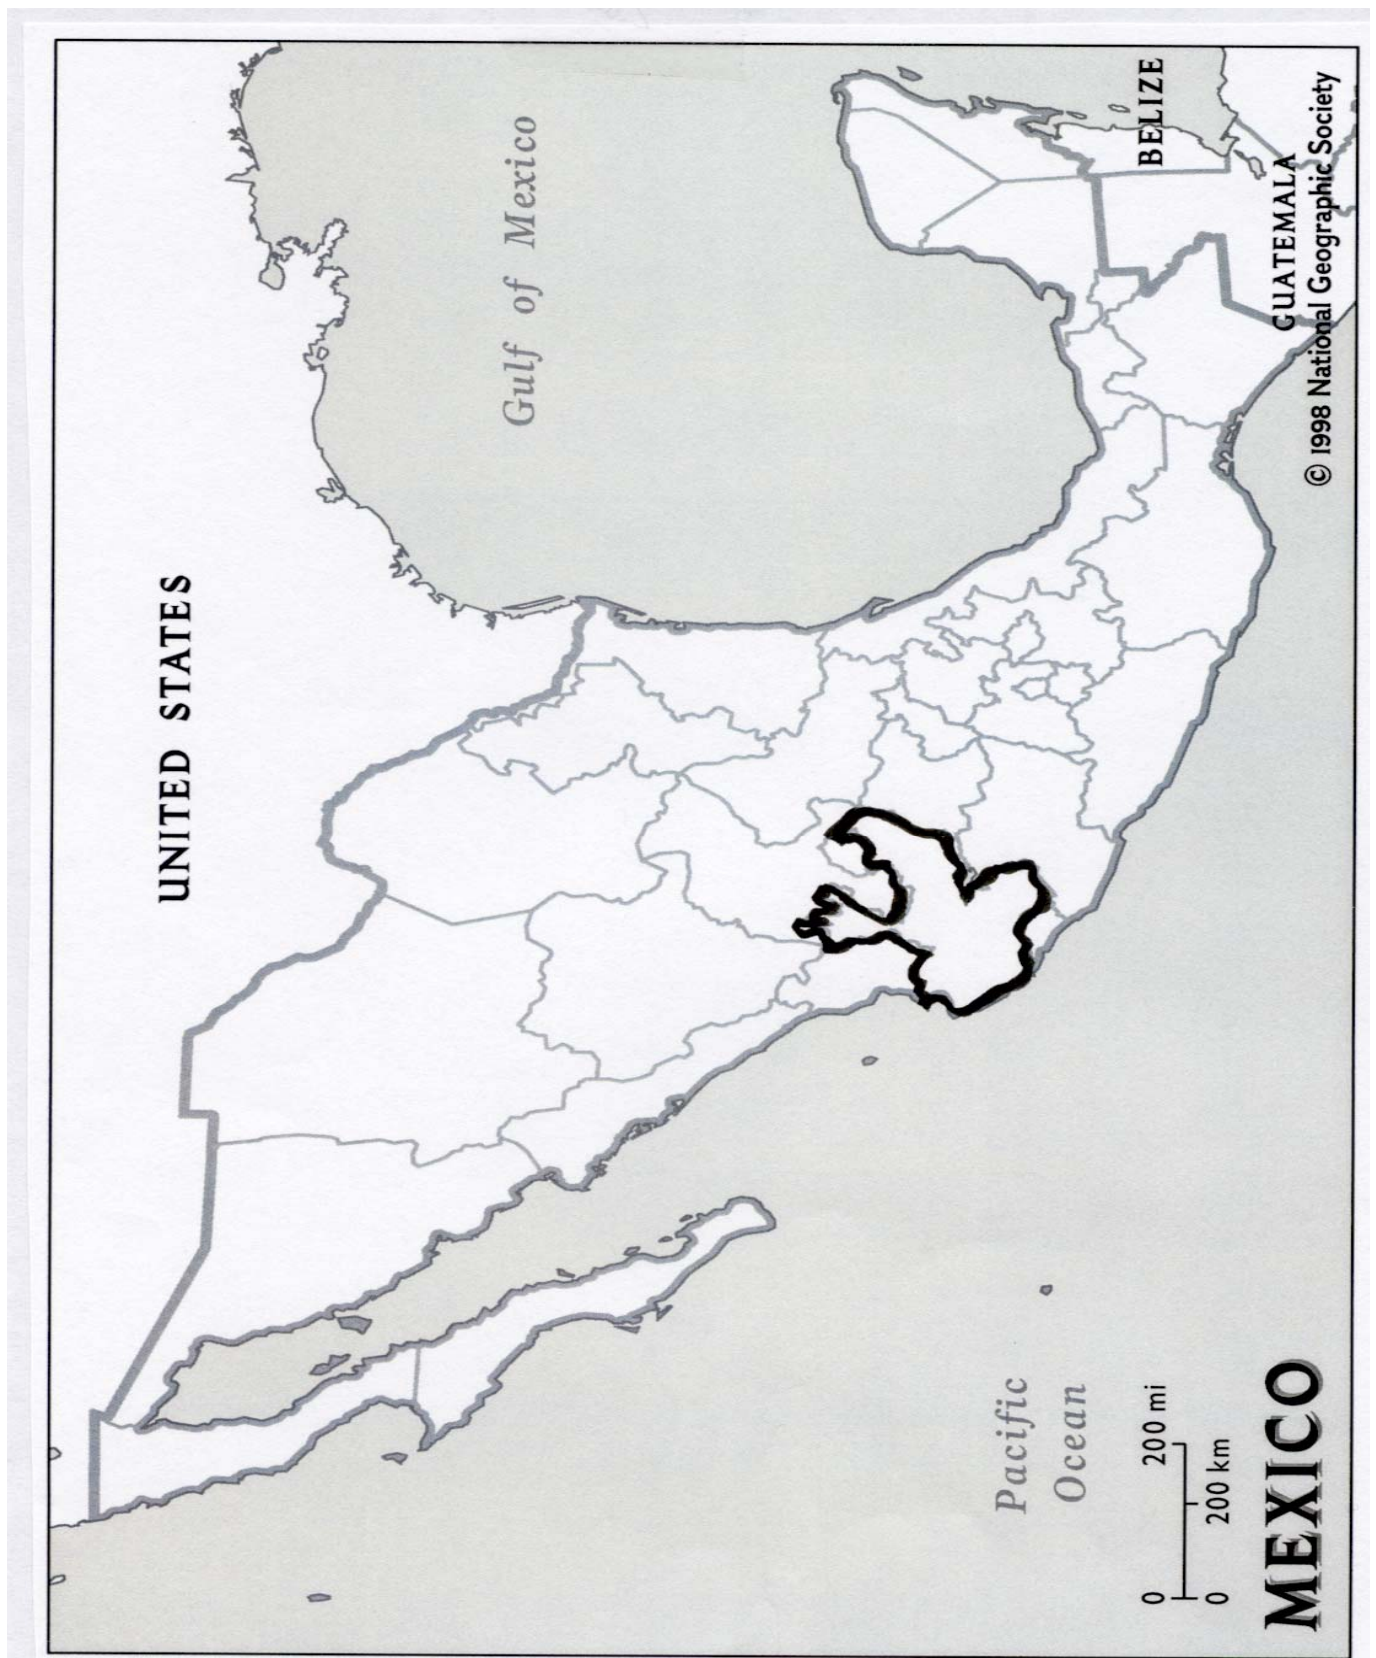 UNITED STATES
Gulf of Mexico
BELIZE
GUATEMALA
© 1998 National Geographic Society
Pacific
Ocean
0 200 mi
0 200 km
MEXICO